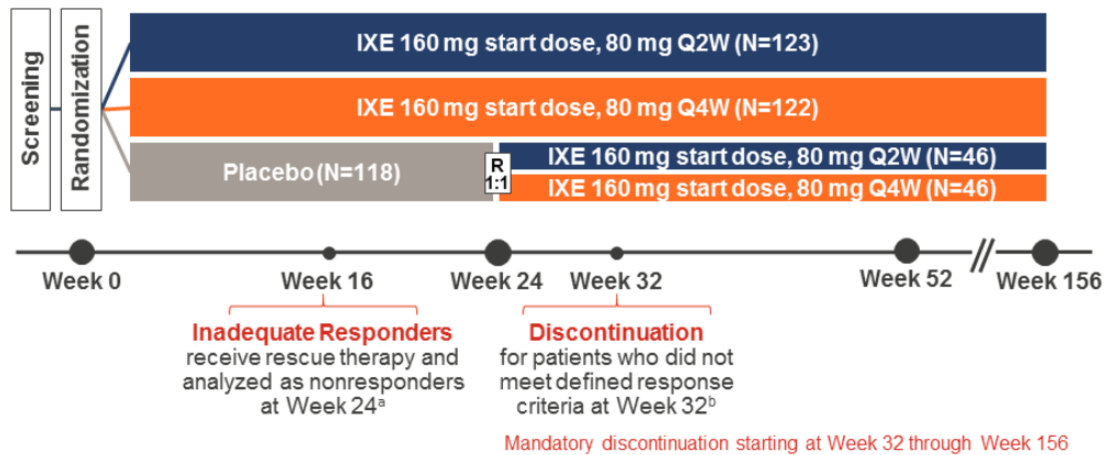 Screening
Randomization
IXE 160 mg start dose, 80 mg Q2W (N=123)
IXE 160 mg start dose, 80 mg Q4W (N=122)
Placebo (N=118)
R
1:1
IXE 160 mg start dose, 80 mg Q2W (N=46)
IXE 160 mg start dose, 80 mg Q4W (N=46)
Week 0
Week 16
Week 24
Week 32
Week 52
Week 156
Inadequate Responders
receive rescue therapy and
analyzed as nonresponders
at Week 24ᵃ
Discontinuation
for patients who did not
meet defined response
criteria at Week 32ᵇ
Mandatory discontinuation starting at Week 32 through Week 156